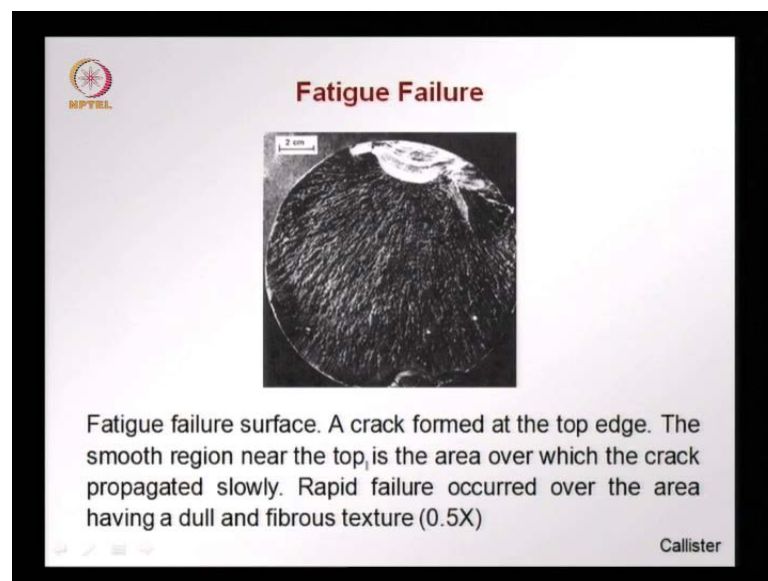 NPTEL
Fatigue Failure
2 cm
Fatigue failure surface. A crack formed at the top edge. The
smooth region near the top is the area over which the crack
propagated slowly. Rapid failure occurred over the area
having a dull and fibrous texture (0.5X)
Callister